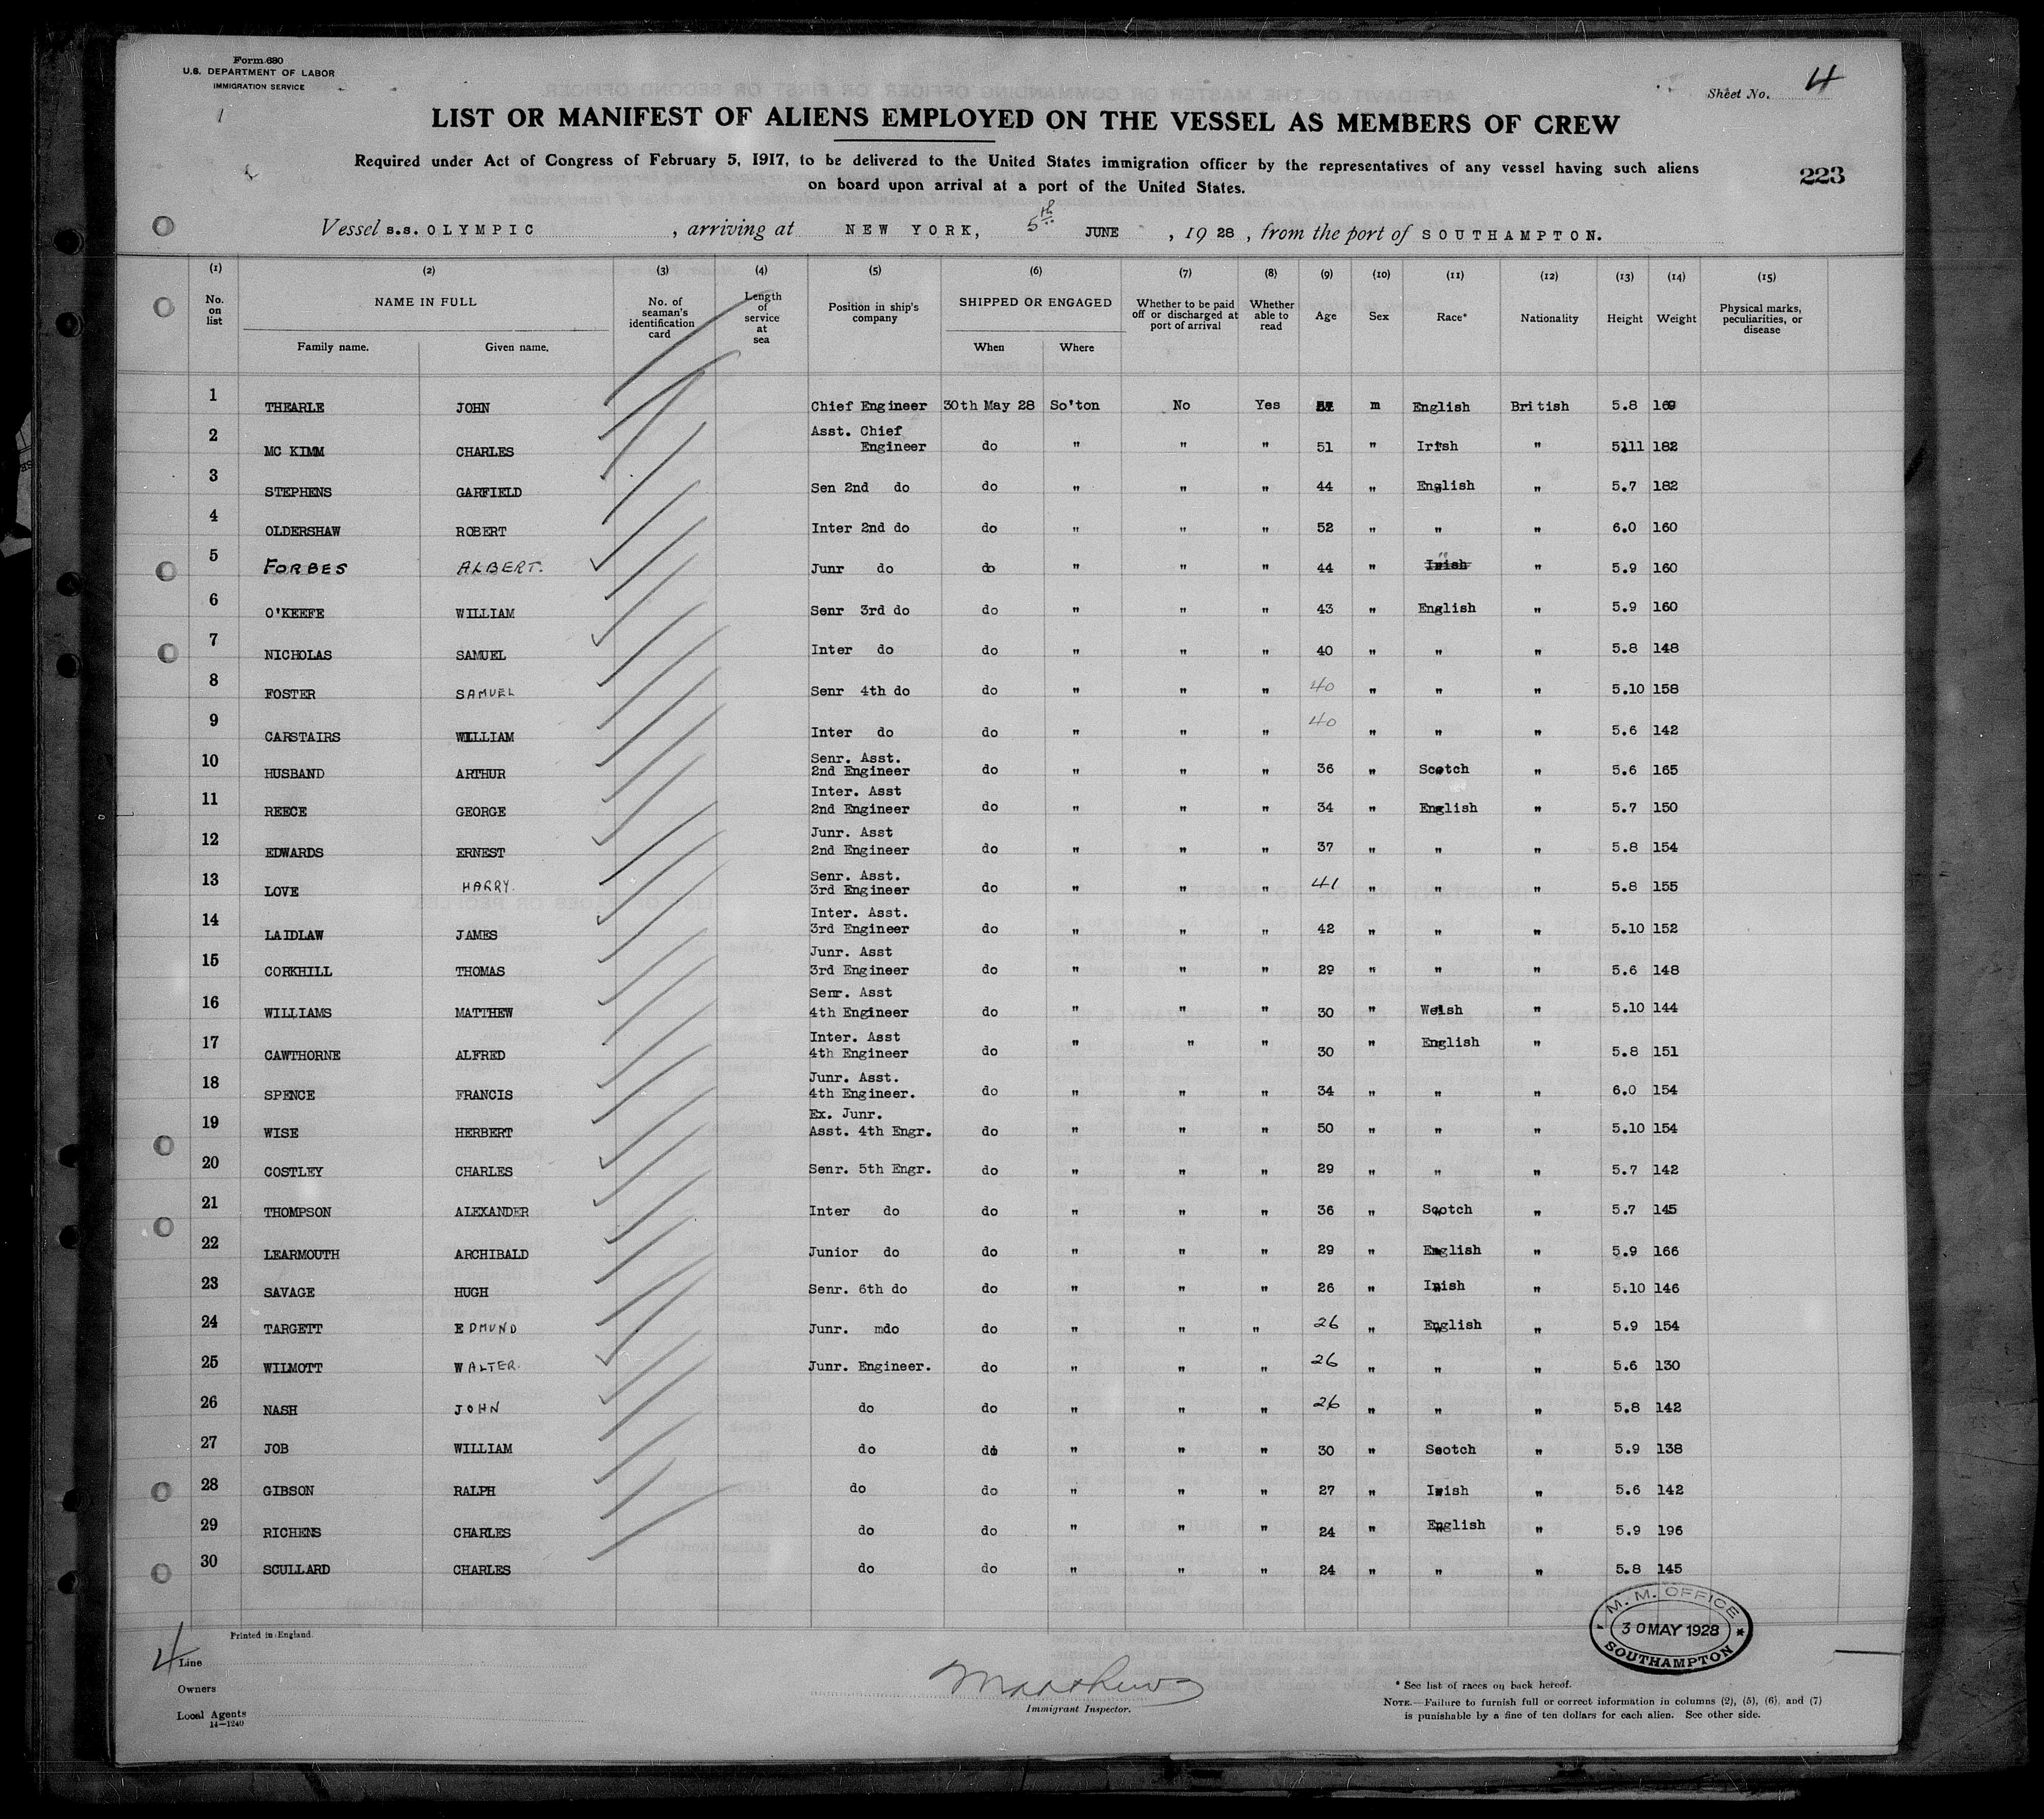 Form 680
U.S. DEPARTMENT OF LABOR
IMMIGRATION SERVICE
Sheet No. 4
LIST OR MANIFEST OF ALIENS EMPLOYED ON THE VESSEL AS MEMBERS OF CREW
Required under Act of Congress of February 5, 1917, to be delivered to the United States immigration officer by the representatives of any vessel having such aliens
on board upon arrival at a port of the United States.
223
Vessel s.s. OLYMPIC , arriving at NEW YORK, 5th JUNE , 19 28 , from the port of SOUTHAMPTON.
(1) (2) (3) (4) (5) (6) (7) (8) (9) (10) (11) (12) (13) (14) (15)
No. on list NAME IN FULL No. of seaman's identification card Length of service at sea Position in ship's company SHIPPED OR ENGAGED Whether to be paid off or discharged at port of arrival Whether able to read Age Sex Race* Nationality Height Weight Physical marks, peculiarities, or disease
Family name. Given name. When Where
1 THEARLE JOHN Chief Engineer 30th May 28 So'ton No Yes m English British 5.8
2 MC KIMM CHARLES Asst. Chief Engineer do " " " 51 " Irish " 5.11 182
3 STEPHENS GARFIELD Sen 2nd do do " " " 44 " English " 5.7 182
4 OLDERSHAW ROBERT Inter 2nd do do " " " 52 " " " 6.0 160
5 FORBES ALBERT. Junr do do " " " 44 " Irish " " 5.9 160
6 O'KEEFE WILLIAM Senr 3rd do do " " " 43 " English " 5.9 160
7 NICHOLAS SAMUEL Inter do do " " " 40 " " " 5.8 148
8 FOSTER SAMUEL Senr 4th do do " " " 40 " " " 5.10 158
9 CARSTAIRS WILLIAM Inter do do " " " 40 " " " 5.6 142
10 HUSBAND ARTHUR Senr. Asst. 2nd Engineer do " " " 36 " Scotch " 5.6 165
11 REECE GEORGE Inter. Asst 2nd Engineer do " " " 34 " English " 5.7 150
12 EDWARDS ERNEST Junr. Asst 2nd Engineer do " " " 37 " " " 5.8 154
13 LOVE HARRY. Senr. Asst. 3rd Engineer do " " " 41 " " " 5.8 155
14 LAIDLAW JAMES Inter. Asst. 3rd Engineer do " " " 42 " " " 5.10 152
15 CORKHILL THOMAS Junr. Asst 3rd Engineer do " " " 29 " " " 5.6 148
16 WILLIAMS MATTHEW Senr. Asst 4th Engineer do " " " 30 " Welsh " 5.10 144
17 CAWTHORNE ALFRED Inter. Asst 4th Engineer do " " " 30 " English " 5.8 151
18 SPENCE FRANCIS Junr. Asst. 4th Engineer. do " " " 34 " " " 6.0 154
19 WISE HERBERT Ex. Junr. Asst. 4th Engr. do " " " 50 " " " 5.10 154
20 COSTLEY CHARLES Senr. 5th Engr. do " " " 29 " " " 5.7 142
21 THOMPSON ALEXANDER Inter do do " " " 36 " Scotch " 5.7 145
22 LEARMOUTH ARCHIBALD Junior do do " " " 29 " English " 5.9 166
23 SAVAGE HUGH Senr. 6th do do " " " 26 " Irish " 5.10 146
24 TARGETT EDMUND Junr. mdo do " " " 26 " English " 5.9 154
25 WILMOTT WALTER. Junr. Engineer. do " " " 26 " " " 5.6 130
26 NASH JOHN do do " " " 26 " " " 5.8 142
27 JOB WILLIAM do do " " " 30 " Scotch " 5.9 138
28 GIBSON RALPH do do " " " 27 " Irish " 5.6 142
29 RICHENS CHARLES do do " " " 24 " English " 5.9 196
30 SCULLARD CHARLES do do " " " 24 " " " 5.8 145
M. M. OFFICE
30 MAY 1928
SOUTHAMPTON
Printed in England.
4 Line
Owners
Local Agents
14—1240
Matthews
Immigrant Inspector.
* See list of races on back hereof.
NOTE.—Failure to furnish full or correct information in columns (2), (5), (6), and (7)
is punishable by a fine of ten dollars for each alien. See other side.